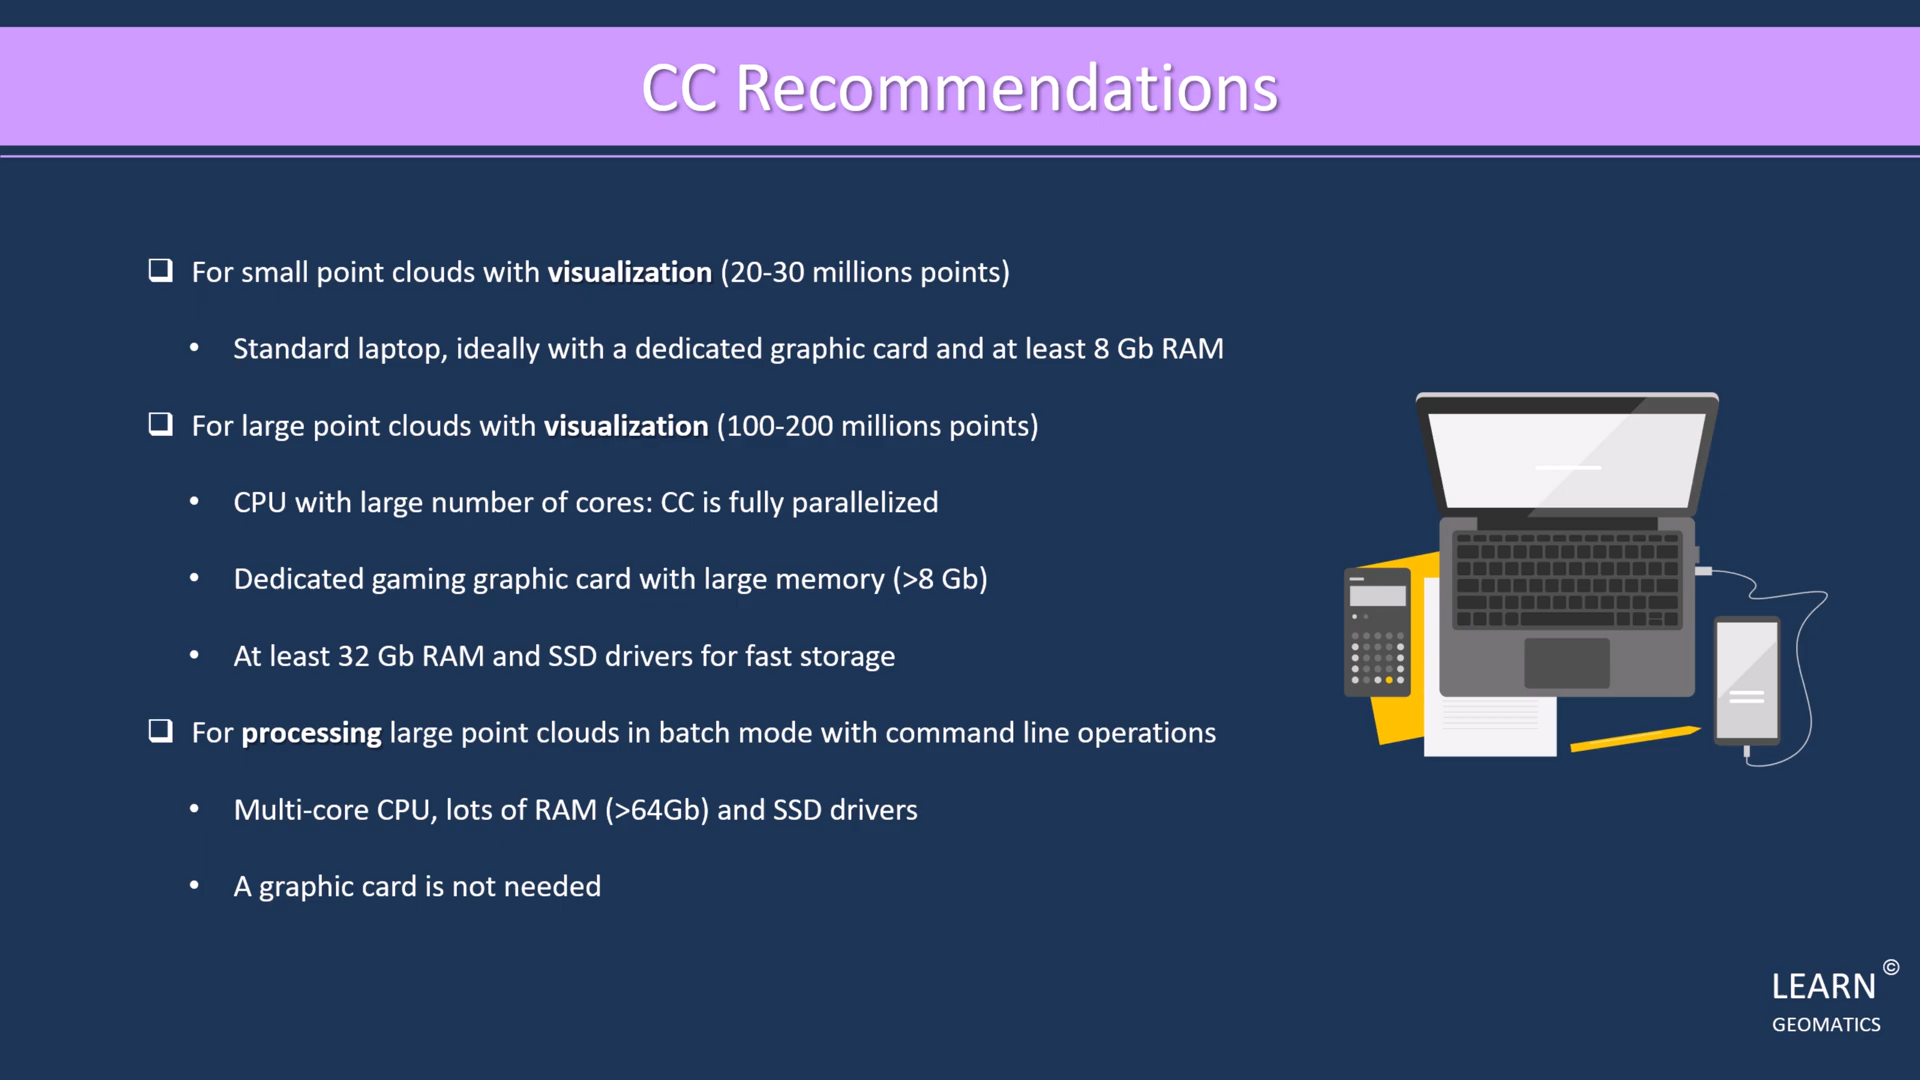 CC Recommendations
❑ For small point clouds with visualization (20-30 millions points)
• Standard laptop, ideally with a dedicated graphic card and at least 8 Gb RAM
❑ For large point clouds with visualization (100-200 millions points)
• CPU with large number of cores: CC is fully parallelized
• Dedicated gaming graphic card with large memory (>8 Gb)
• At least 32 Gb RAM and SSD drivers for fast storage
❑ For processing large point clouds in batch mode with command line operations
• Multi-core CPU, lots of RAM (>64Gb) and SSD drivers
• A graphic card is not needed
LEARN ©
GEOMATICS